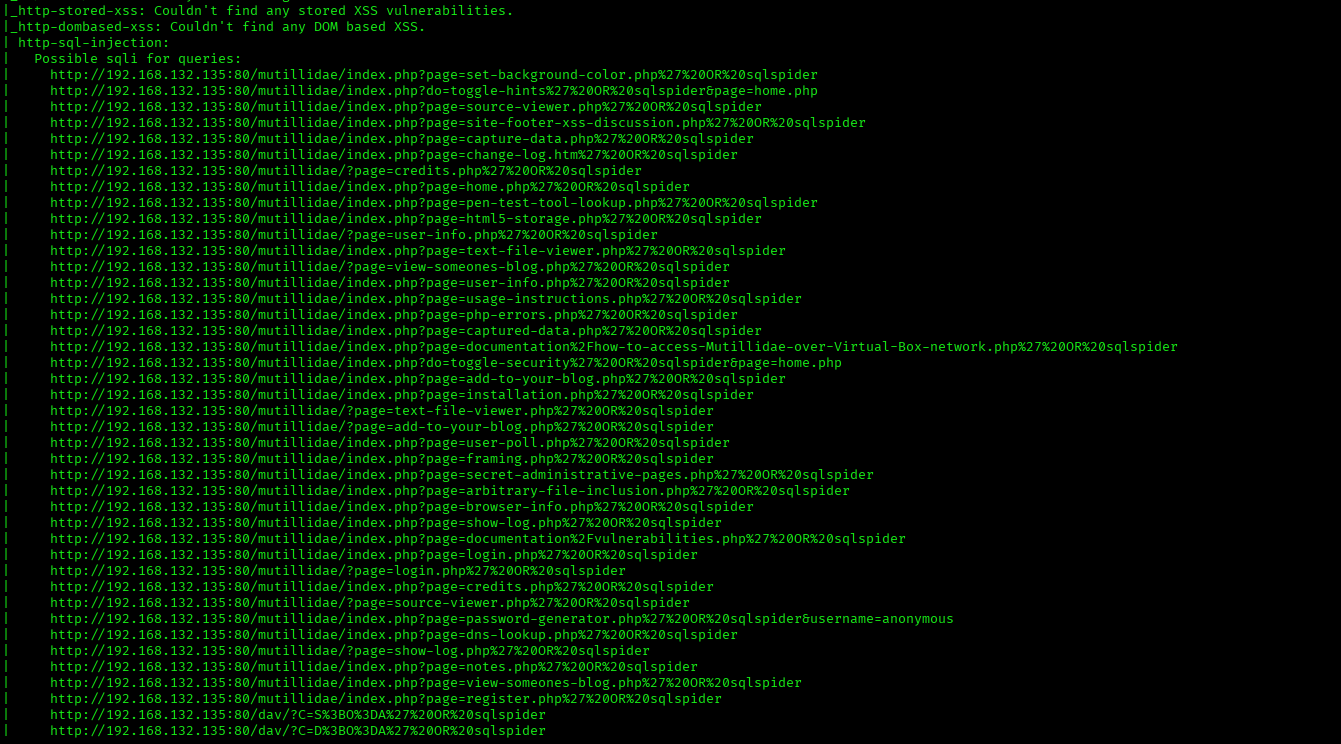 |_http-stored-xss: Couldn't find any stored XSS vulnerabilities.
|_http-dombased-xss: Couldn't find any DOM based XSS.
| http-sql-injection:
|   Possible sqli for queries:
|     http://192.168.132.135:80/mutillidae/index.php?page=set-background-color.php%27%20OR%20sqlspider
|     http://192.168.132.135:80/mutillidae/index.php?do=toggle-hints%27%20OR%20sqlspider&page=home.php
|     http://192.168.132.135:80/mutillidae/index.php?page=source-viewer.php%27%20OR%20sqlspider
|     http://192.168.132.135:80/mutillidae/index.php?page=site-footer-xss-discussion.php%27%20OR%20sqlspider
|     http://192.168.132.135:80/mutillidae/index.php?page=capture-data.php%27%20OR%20sqlspider
|     http://192.168.132.135:80/mutillidae/index.php?page=change-log.htm%27%20OR%20sqlspider
|     http://192.168.132.135:80/mutillidae/?page=credits.php%27%20OR%20sqlspider
|     http://192.168.132.135:80/mutillidae/index.php?page=home.php%27%20OR%20sqlspider
|     http://192.168.132.135:80/mutillidae/index.php?page=pen-test-tool-lookup.php%27%20OR%20sqlspider
|     http://192.168.132.135:80/mutillidae/index.php?page=html5-storage.php%27%20OR%20sqlspider
|     http://192.168.132.135:80/mutillidae/?page=user-info.php%27%20OR%20sqlspider
|     http://192.168.132.135:80/mutillidae/index.php?page=text-file-viewer.php%27%20OR%20sqlspider
|     http://192.168.132.135:80/mutillidae/?page=view-someones-blog.php%27%20OR%20sqlspider
|     http://192.168.132.135:80/mutillidae/index.php?page=user-info.php%27%20OR%20sqlspider
|     http://192.168.132.135:80/mutillidae/index.php?page=usage-instructions.php%27%20OR%20sqlspider
|     http://192.168.132.135:80/mutillidae/index.php?page=php-errors.php%27%20OR%20sqlspider
|     http://192.168.132.135:80/mutillidae/index.php?page=captured-data.php%27%20OR%20sqlspider
|     http://192.168.132.135:80/mutillidae/index.php?page=documentation%2Fhow-to-access-Mutillidae-over-Virtual-Box-network.php%27%20OR%20sqlspider
|     http://192.168.132.135:80/mutillidae/index.php?do=toggle-security%27%20OR%20sqlspider&page=home.php
|     http://192.168.132.135:80/mutillidae/index.php?page=add-to-your-blog.php%27%20OR%20sqlspider
|     http://192.168.132.135:80/mutillidae/index.php?page=installation.php%27%20OR%20sqlspider
|     http://192.168.132.135:80/mutillidae/?page=text-file-viewer.php%27%20OR%20sqlspider
|     http://192.168.132.135:80/mutillidae/?page=add-to-your-blog.php%27%20OR%20sqlspider
|     http://192.168.132.135:80/mutillidae/index.php?page=user-poll.php%27%20OR%20sqlspider
|     http://192.168.132.135:80/mutillidae/index.php?page=framing.php%27%20OR%20sqlspider
|     http://192.168.132.135:80/mutillidae/index.php?page=secret-administrative-pages.php%27%20OR%20sqlspider
|     http://192.168.132.135:80/mutillidae/index.php?page=arbitrary-file-inclusion.php%27%20OR%20sqlspider
|     http://192.168.132.135:80/mutillidae/index.php?page=browser-info.php%27%20OR%20sqlspider
|     http://192.168.132.135:80/mutillidae/index.php?page=show-log.php%27%20OR%20sqlspider
|     http://192.168.132.135:80/mutillidae/index.php?page=documentation%2Fvulnerabilities.php%27%20OR%20sqlspider
|     http://192.168.132.135:80/mutillidae/index.php?page=login.php%27%20OR%20sqlspider
|     http://192.168.132.135:80/mutillidae/?page=login.php%27%20OR%20sqlspider
|     http://192.168.132.135:80/mutillidae/index.php?page=credits.php%27%20OR%20sqlspider
|     http://192.168.132.135:80/mutillidae/?page=source-viewer.php%27%20OR%20sqlspider
|     http://192.168.132.135:80/mutillidae/index.php?page=password-generator.php%27%20OR%20sqlspider&username=anonymous
|     http://192.168.132.135:80/mutillidae/index.php?page=dns-lookup.php%27%20OR%20sqlspider
|     http://192.168.132.135:80/mutillidae/?page=show-log.php%27%20OR%20sqlspider
|     http://192.168.132.135:80/mutillidae/index.php?page=notes.php%27%20OR%20sqlspider
|     http://192.168.132.135:80/mutillidae/index.php?page=view-someones-blog.php%27%20OR%20sqlspider
|     http://192.168.132.135:80/mutillidae/index.php?page=register.php%27%20OR%20sqlspider
|     http://192.168.132.135:80/dav/?C=S%3BO%3DA%27%20OR%20sqlspider
|     http://192.168.132.135:80/dav/?C=D%3BO%3DA%27%20OR%20sqlspider